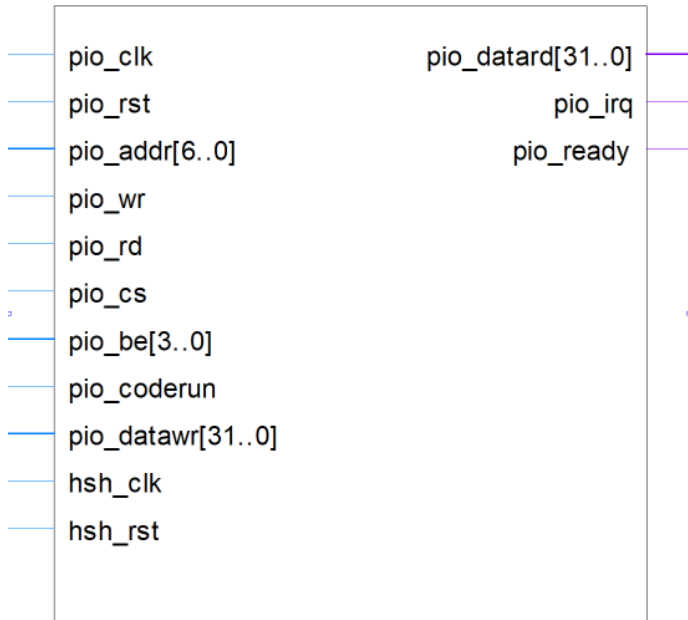 pio_clk
pio_datard[31..0]
pio_rst
pio_irq
pio_addr[6..0]
pio_ready
pio_wr
pio_rd
pio_cs
pio_be[3..0]
pio_coderun
pio_datawr[31..0]
hsh_clk
hsh_rst